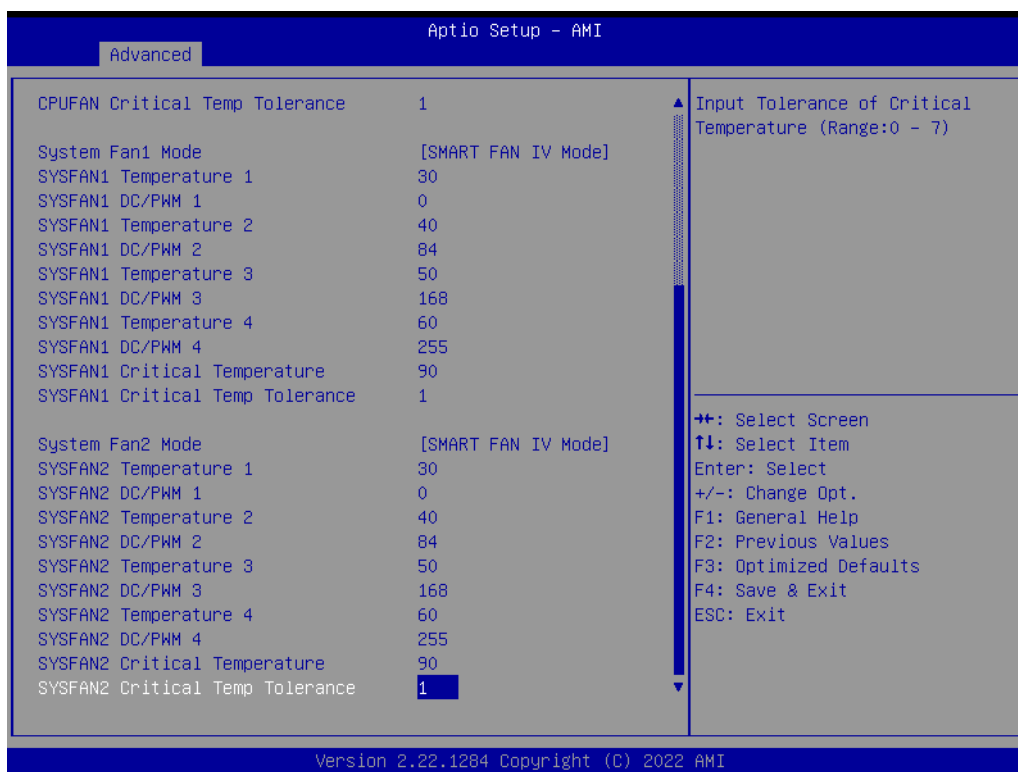 Aptio Setup – AMI
Advanced
CPUFAN Critical Temp Tolerance 1
System Fan1 Mode [SMART FAN IV Mode]
SYSFAN1 Temperature 1 30
SYSFAN1 DC/PWM 1 0
SYSFAN1 Temperature 2 40
SYSFAN1 DC/PWM 2 84
SYSFAN1 Temperature 3 50
SYSFAN1 DC/PWM 3 168
SYSFAN1 Temperature 4 60
SYSFAN1 DC/PWM 4 255
SYSFAN1 Critical Temperature 90
SYSFAN1 Critical Temp Tolerance 1
System Fan2 Mode [SMART FAN IV Mode]
SYSFAN2 Temperature 1 30
SYSFAN2 DC/PWM 1 0
SYSFAN2 Temperature 2 40
SYSFAN2 DC/PWM 2 84
SYSFAN2 Temperature 3 50
SYSFAN2 DC/PWM 3 168
SYSFAN2 Temperature 4 60
SYSFAN2 DC/PWM 4 255
SYSFAN2 Critical Temperature 90
SYSFAN2 Critical Temp Tolerance 1
Input Tolerance of Critical
Temperature (Range:0 – 7)
→←: Select Screen
↑↓: Select Item
Enter: Select
+/-: Change Opt.
F1: General Help
F2: Previous Values
F3: Optimized Defaults
F4: Save & Exit
ESC: Exit
Version 2.22.1284 Copyright (C) 2022 AMI